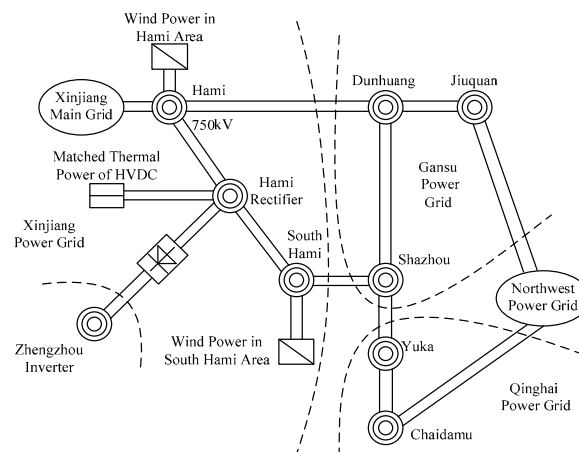 Wind Power in
Hami Area
Xinjiang
Main Grid
Hami
750kV
Dunhuang
Jiuquan
Matched Thermal
Power of HVDC
Hami
Rectifier
Gansu
Power
Grid
Xinjiang
Power Grid
South
Hami
Shazhou
Northwest
Power Grid
Zhengzhou
Inverter
Wind Power in
South Hami Area
Yuka
Qinghai
Power Grid
Chaidamu